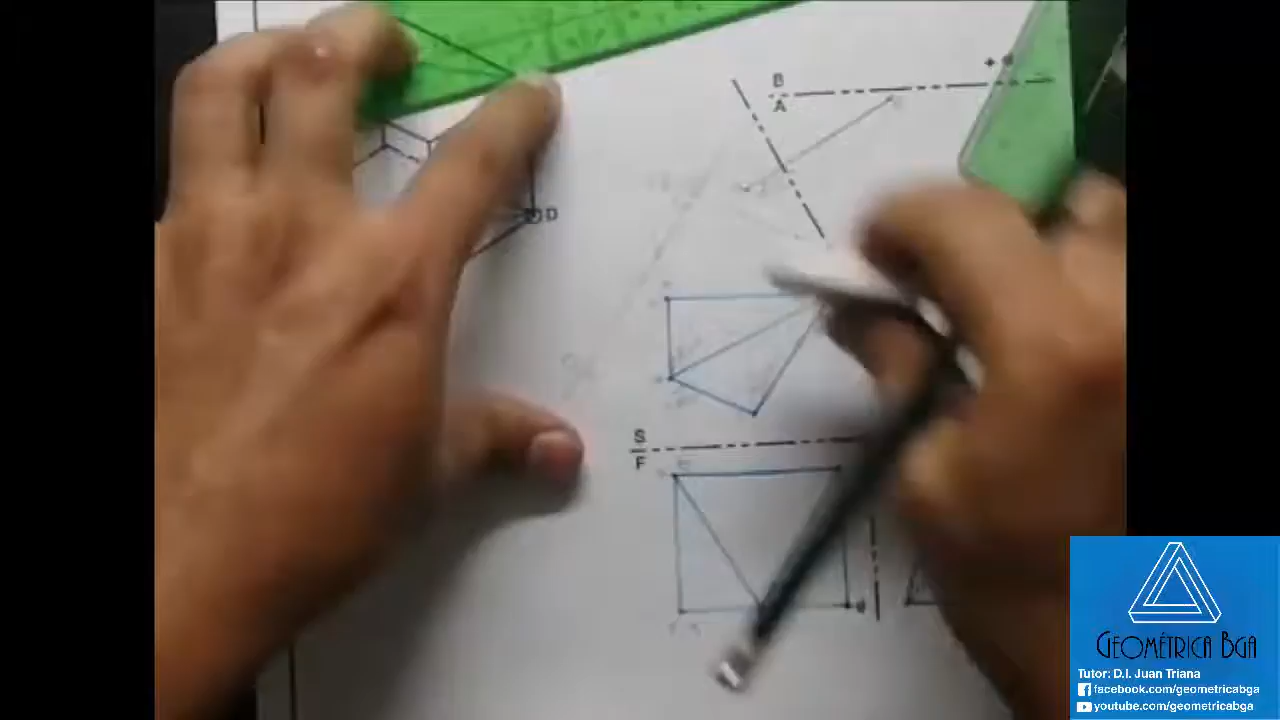 B
A
D
S
F
GEOMÉTRICA BGA
Tutor: D.I. Juan Triana
facebook.com/geometricabga
youtube.com/geometricabga